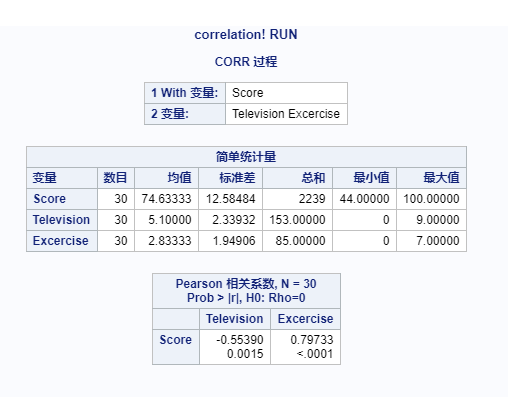 correlation! RUN
CORR 过程
1 With 变量: Score
2 变量: Television Excercise
简单统计量
变量 数目 均值 标准差 总和 最小值 最大值
Score 30 74.63333 12.58484 2239 44.00000 100.00000
Television 30 5.10000 2.33932 153.00000 0 9.00000
Excercise 30 2.83333 1.94906 85.00000 0 7.00000
Pearson 相关系数, N = 30
Prob > |r|, H0: Rho=0
Television Excercise
Score -0.55390 0.79733
0.0015 <.0001